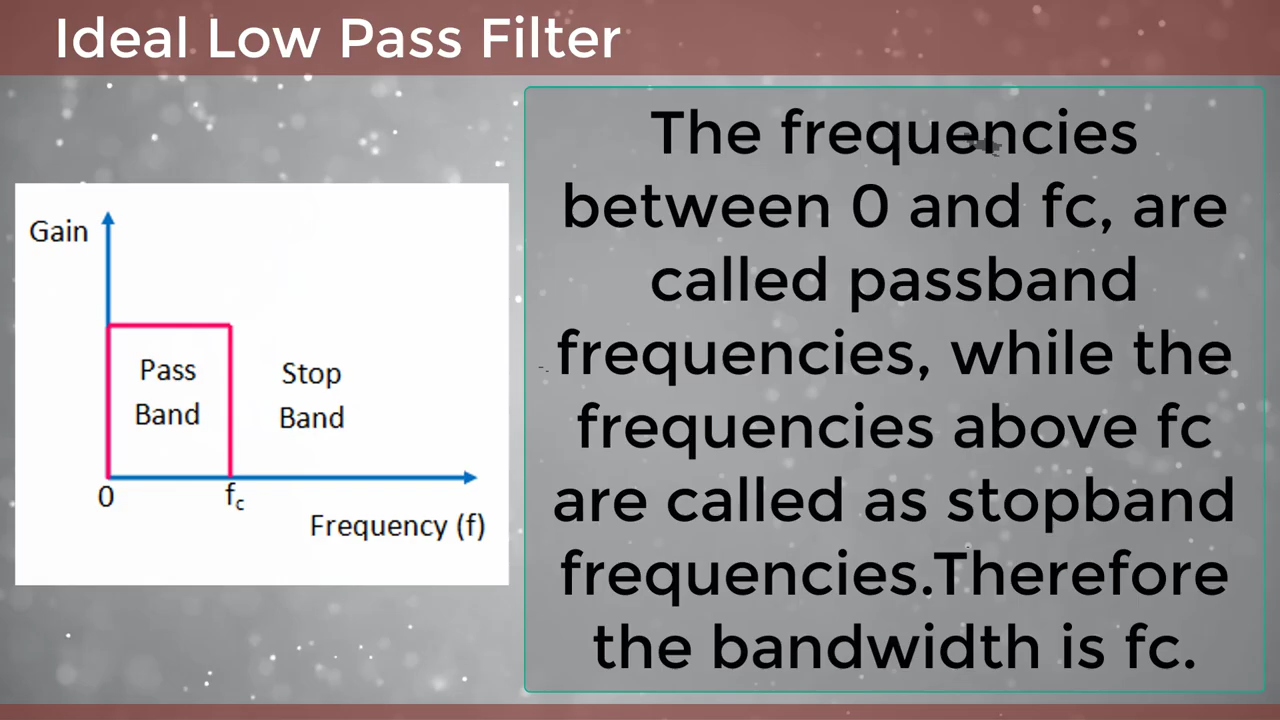 Ideal Low Pass Filter
Gain
Pass
Band
Stop
Band
0
fc
Frequency (f)
The frequencies
between 0 and fc, are
called passband
frequencies, while the
frequencies above fc
are called as stopband
frequencies.Therefore
the bandwidth is fc.